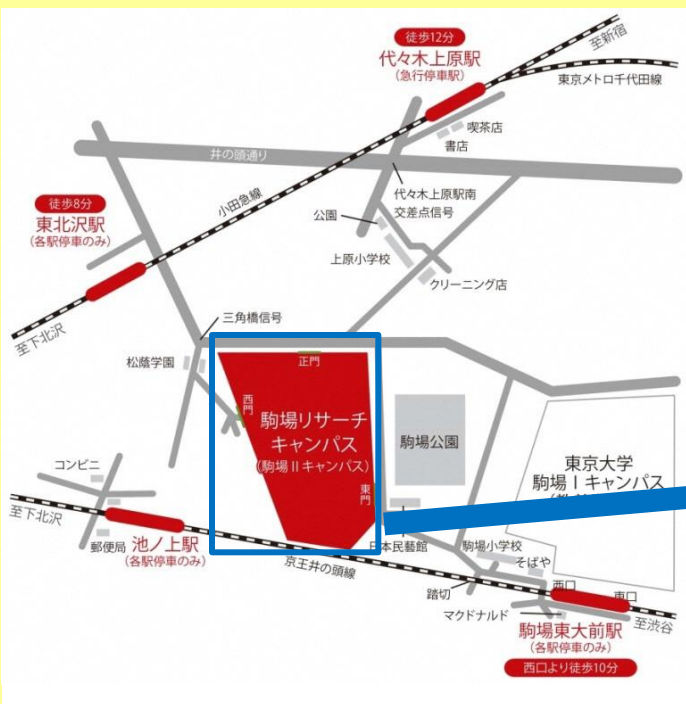 徒歩12分
代々木上原駅
(急行停車駅)
至新宿
東京メトロ千代田線
喫茶店
書店
井の頭通り
小田急線
代々木上原駅南
交差点信号
徒歩8分
東北沢駅
(各駅停車のみ)
公園
上原小学校
クリーニング店
至下北沢
三角橋信号
松蔭学園
正門
西門
駒場リサーチ
キャンパス
(駒場Ⅱキャンパス)
東門
駒場公園
東京大学
駒場Ⅰキャンパス
コンビニ
至下北沢
郵便局
池ノ上駅
(各駅停車のみ)
京王井の頭線
日本民藝館
駒場小学校
そばや
踏切
西口
東口
マクドナルド
至渋谷
駒場東大前駅
(各駅停車のみ)
西口より徒歩10分